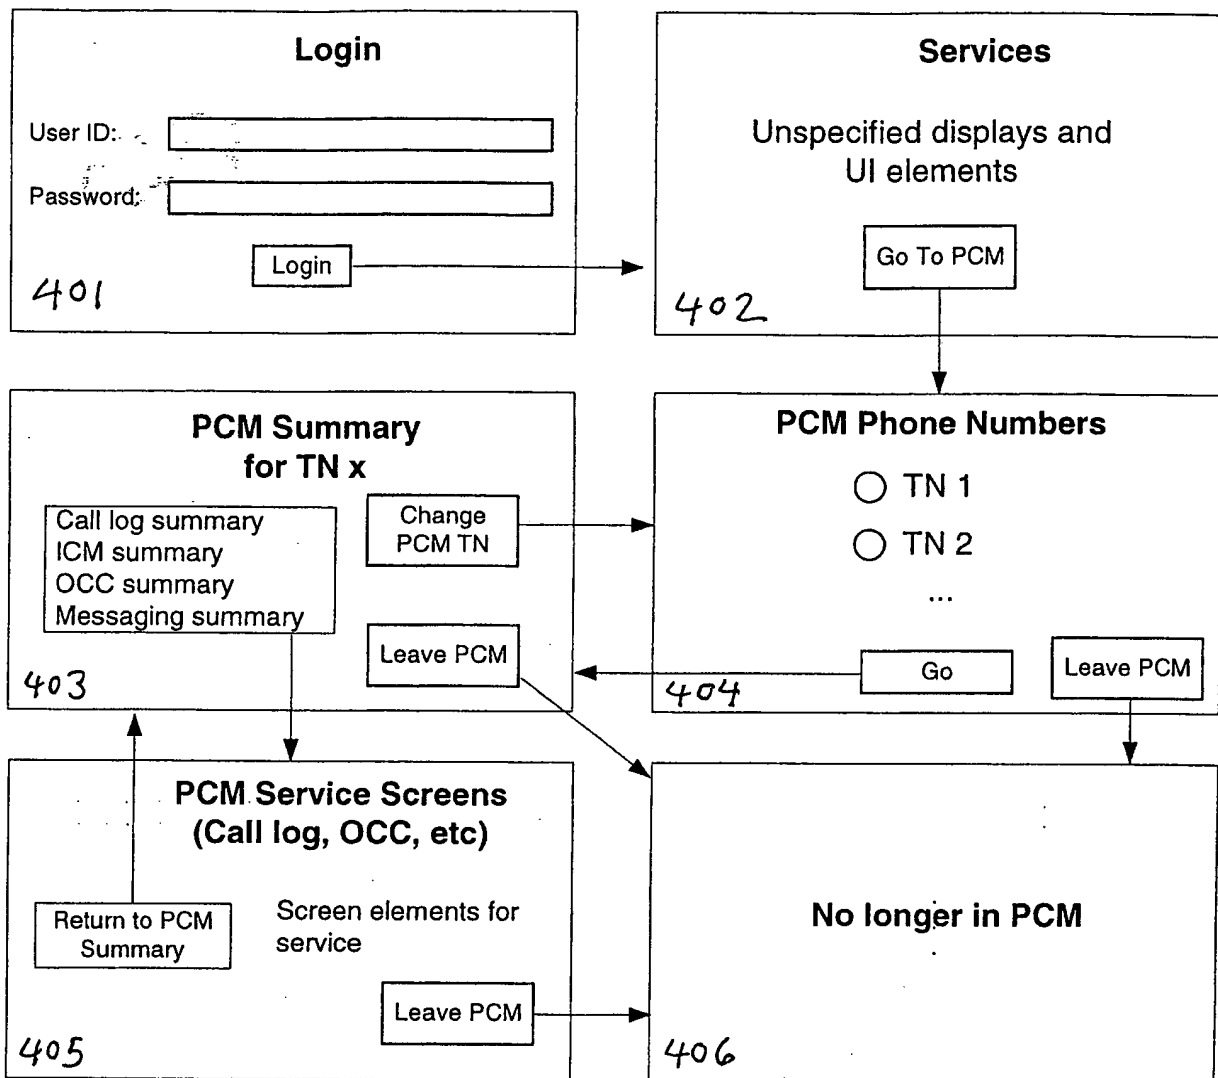 Login
User ID:
Password:
Login
401
Services
Unspecified displays and
UI elements
Go To PCM
402
PCM Summary
for TN x
Call log summary
ICM summary
OCC summary
Messaging summary
Change
PCM TN
Leave PCM
403
PCM Phone Numbers
TN 1
TN 2
...
Go
Leave PCM
404
PCM Service Screens
(Call log, OCC, etc)
Return to PCM
Summary
Screen elements for
service
Leave PCM
405
No longer in PCM
406